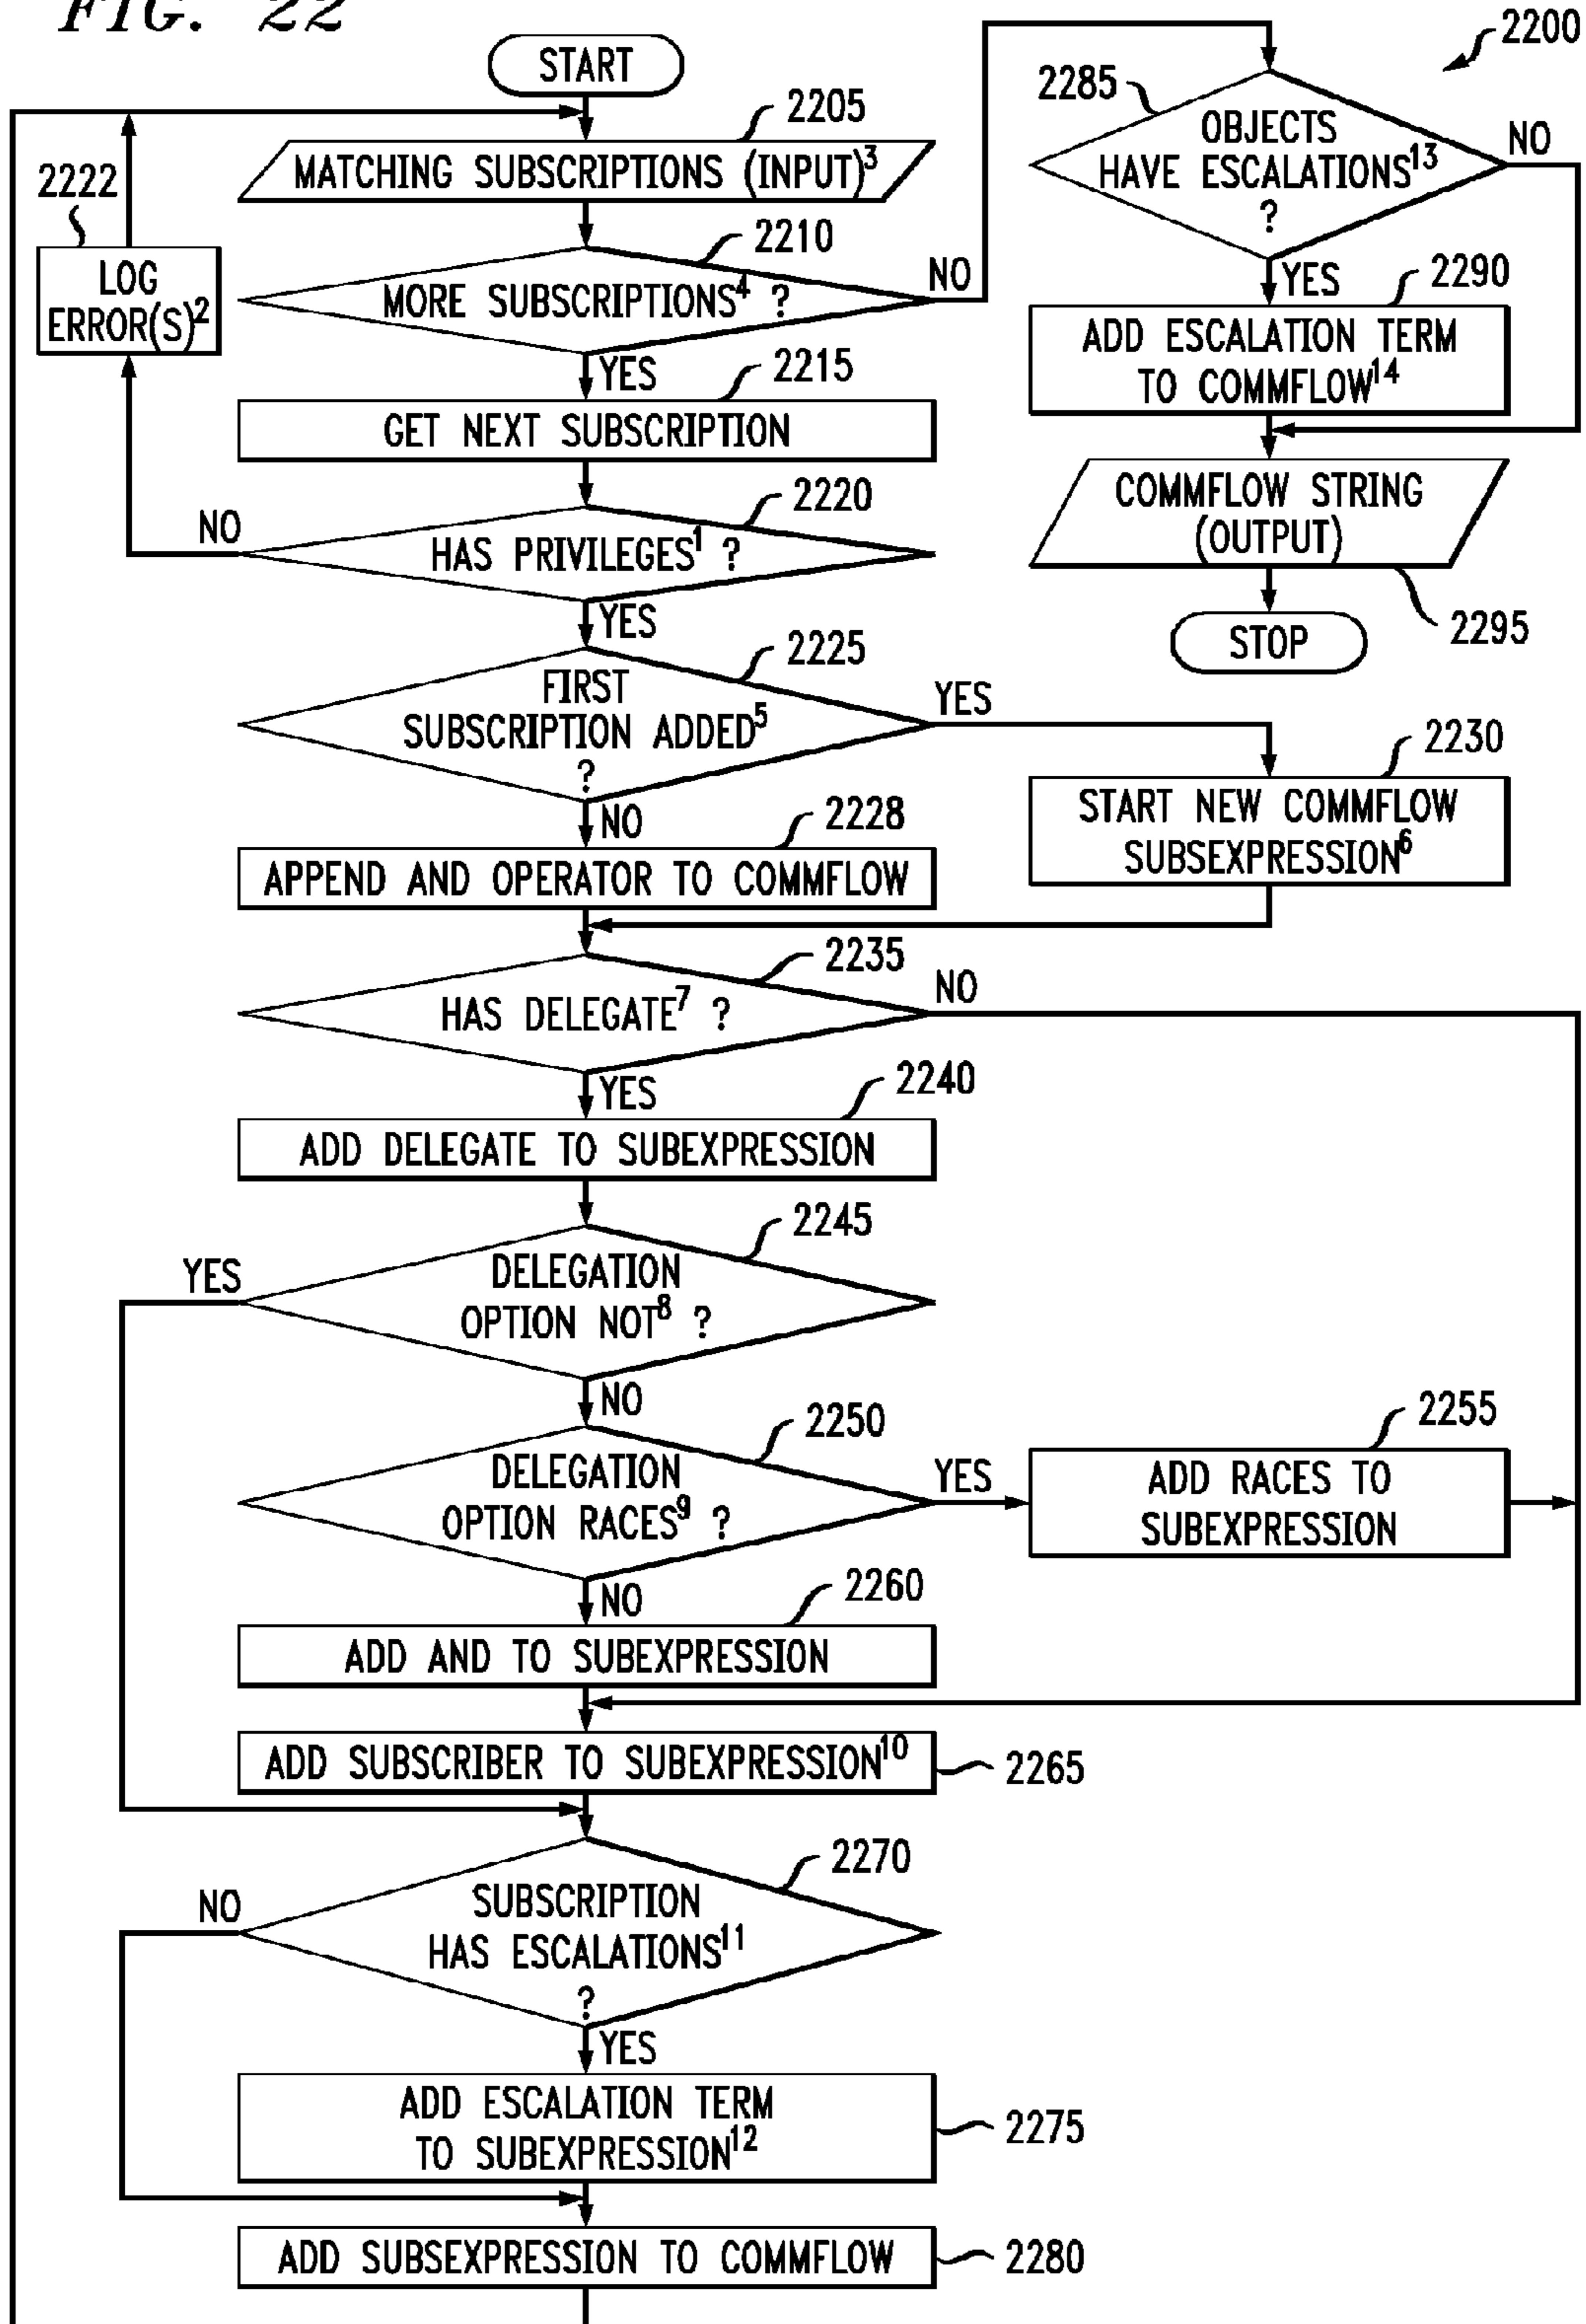 FIG. 22
2200
START
2205
MATCHING SUBSCRIPTIONS (INPUT)3
2222
LOG
ERROR(S)2
2210
MORE SUBSCRIPTIONS4 ?
NO
YES
2215
GET NEXT SUBSCRIPTION
2220
NO
HAS PRIVILEGES1 ?
YES
2225
FIRST
SUBSCRIPTION ADDED5
?
YES
NO
2228
APPEND AND OPERATOR TO COMMFLOW
2230
START NEW COMMFLOW
SUBSEXPRESSION6
2235
HAS DELEGATE7 ?
NO
YES
2240
ADD DELEGATE TO SUBEXPRESSION
2245
YES
DELEGATION
OPTION NOT8 ?
NO
2250
DELEGATION
OPTION RACES9 ?
YES
2255
ADD RACES TO
SUBEXPRESSION
NO
2260
ADD AND TO SUBEXPRESSION
ADD SUBSCRIBER TO SUBEXPRESSION10
2265
2270
NO
SUBSCRIPTION
HAS ESCALATIONS11
?
YES
ADD ESCALATION TERM
TO SUBEXPRESSION12
2275
ADD SUBSEXPRESSION TO COMMFLOW
2280
2285
OBJECTS
HAVE ESCALATIONS13
?
NO
YES
2290
ADD ESCALATION TERM
TO COMMFLOW14
COMMFLOW STRING
(OUTPUT)
2295
STOP